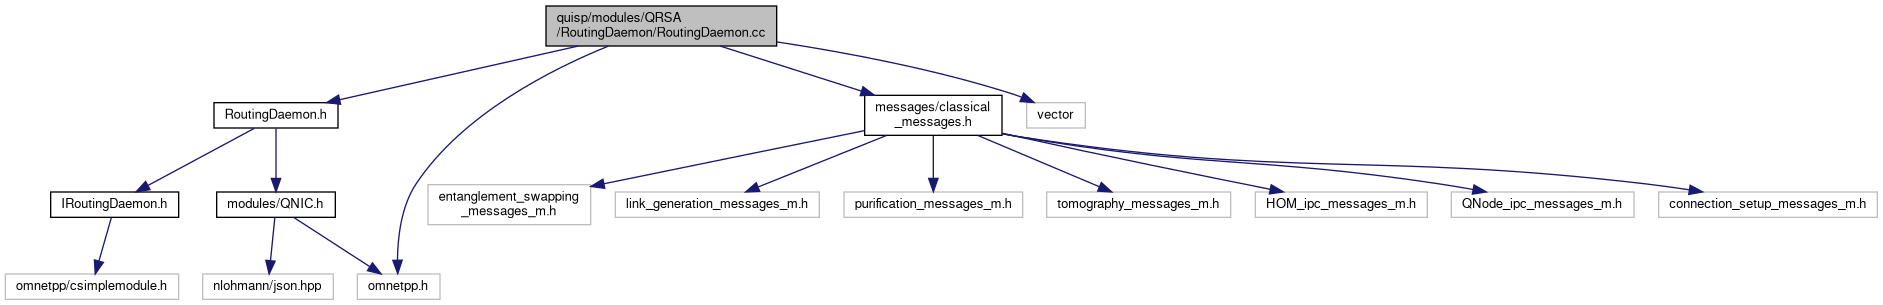 quisp/modules/QRSA
/RoutingDaemon/RoutingDaemon.cc
RoutingDaemon.h
messages/classical
_messages.h
vector
IRoutingDaemon.h
modules/QNIC.h
entanglement_swapping
_messages_m.h
link_generation_messages_m.h
purification_messages_m.h
tomography_messages_m.h
HOM_ipc_messages_m.h
QNode_ipc_messages_m.h
connection_setup_messages_m.h
omnetpp/csimplemodule.h
nlohmann/json.hpp
omnetpp.h